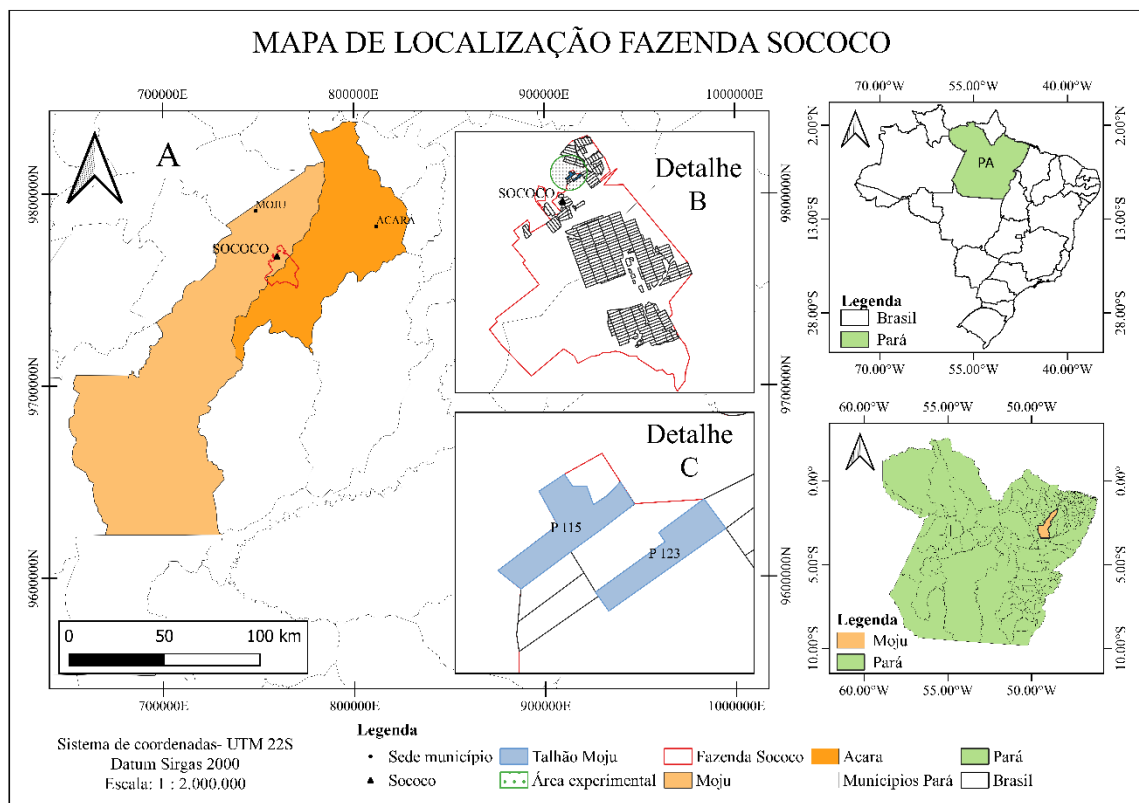 MAPA DE LOCALIZAÇÃO FAZENDA SOCOCO
700000E 800000E 900000E 1000000E
A
MOJU
ACARA
SOCOCO
9800000N
9700000N
9600000N
0 50 100 km
700000E 800000E 900000E 1000000E
Detalhe
B
SOCOCO
Detalhe
C
P 115
P 123
9800000N
9700000N
9600000N
70.00°W 55.00°W 40.00°W
2.00°N
13.00°S
28.00°S
PA
Legenda
Brasil
Pará
2.00°N
13.00°S
28.00°S
70.00°W 55.00°W 40.00°W
60.00°W 55.00°W 50.00°W
0.00°
5.00°S
10.00°S
Legenda
Moju
Pará
0.00°
5.00°S
10.00°S
60.00°W 55.00°W 50.00°W
Sistema de coordenadas- UTM 22S
Datum Sirgas 2000
Escala: 1 : 2.000.000
Legenda
Sede município Talhão Moju Fazenda Sococo Acara Pará
Sococo Área experimental Moju Municípios Pará Brasil